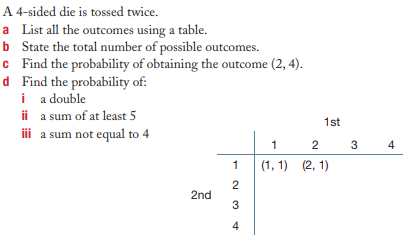 A 4-sided die is tossed twice.
a List all the outcomes using a table.
b State the total number of possible outcomes.
c Find the probability of obtaining the outcome (2, 4).
d Find the probability of:
i a double
ii a sum of at least 5
iii a sum not equal to 4
1st
1 2 3 4
1 (1, 1) (2, 1)
2
2nd
3
4